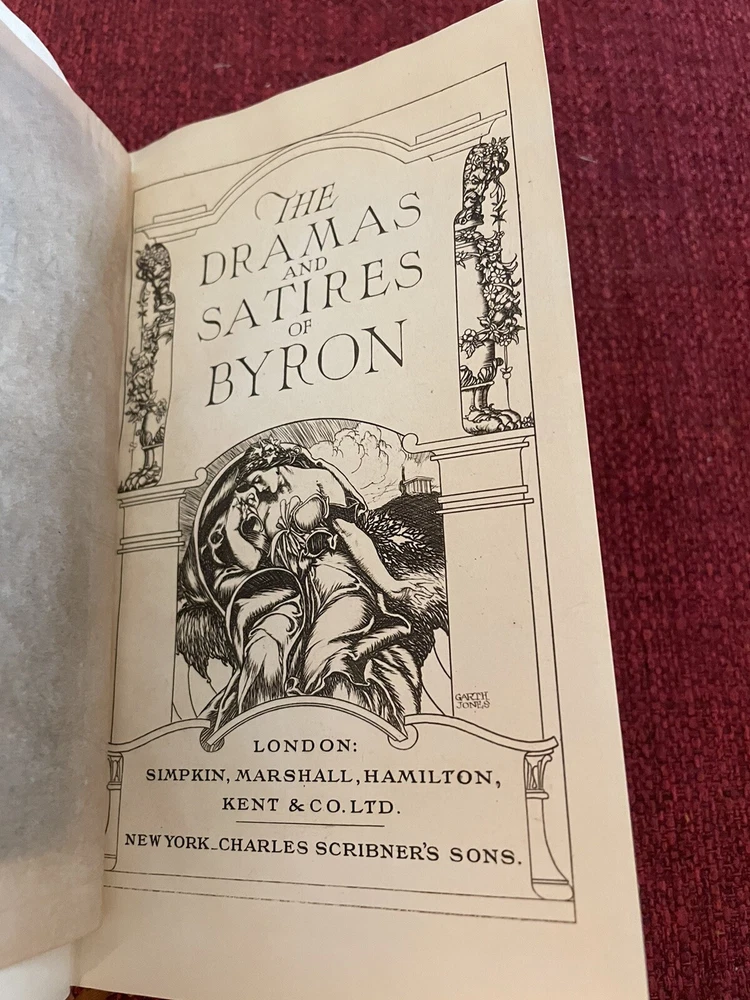 THE
DRAMAS
AND
SATIRES
OF
BYRON
GARTH
JONES
LONDON:
SIMPKIN, MARSHALL, HAMILTON,
KENT & CO. LTD.
NEW YORK_CHARLES SCRIBNER'S SONS.